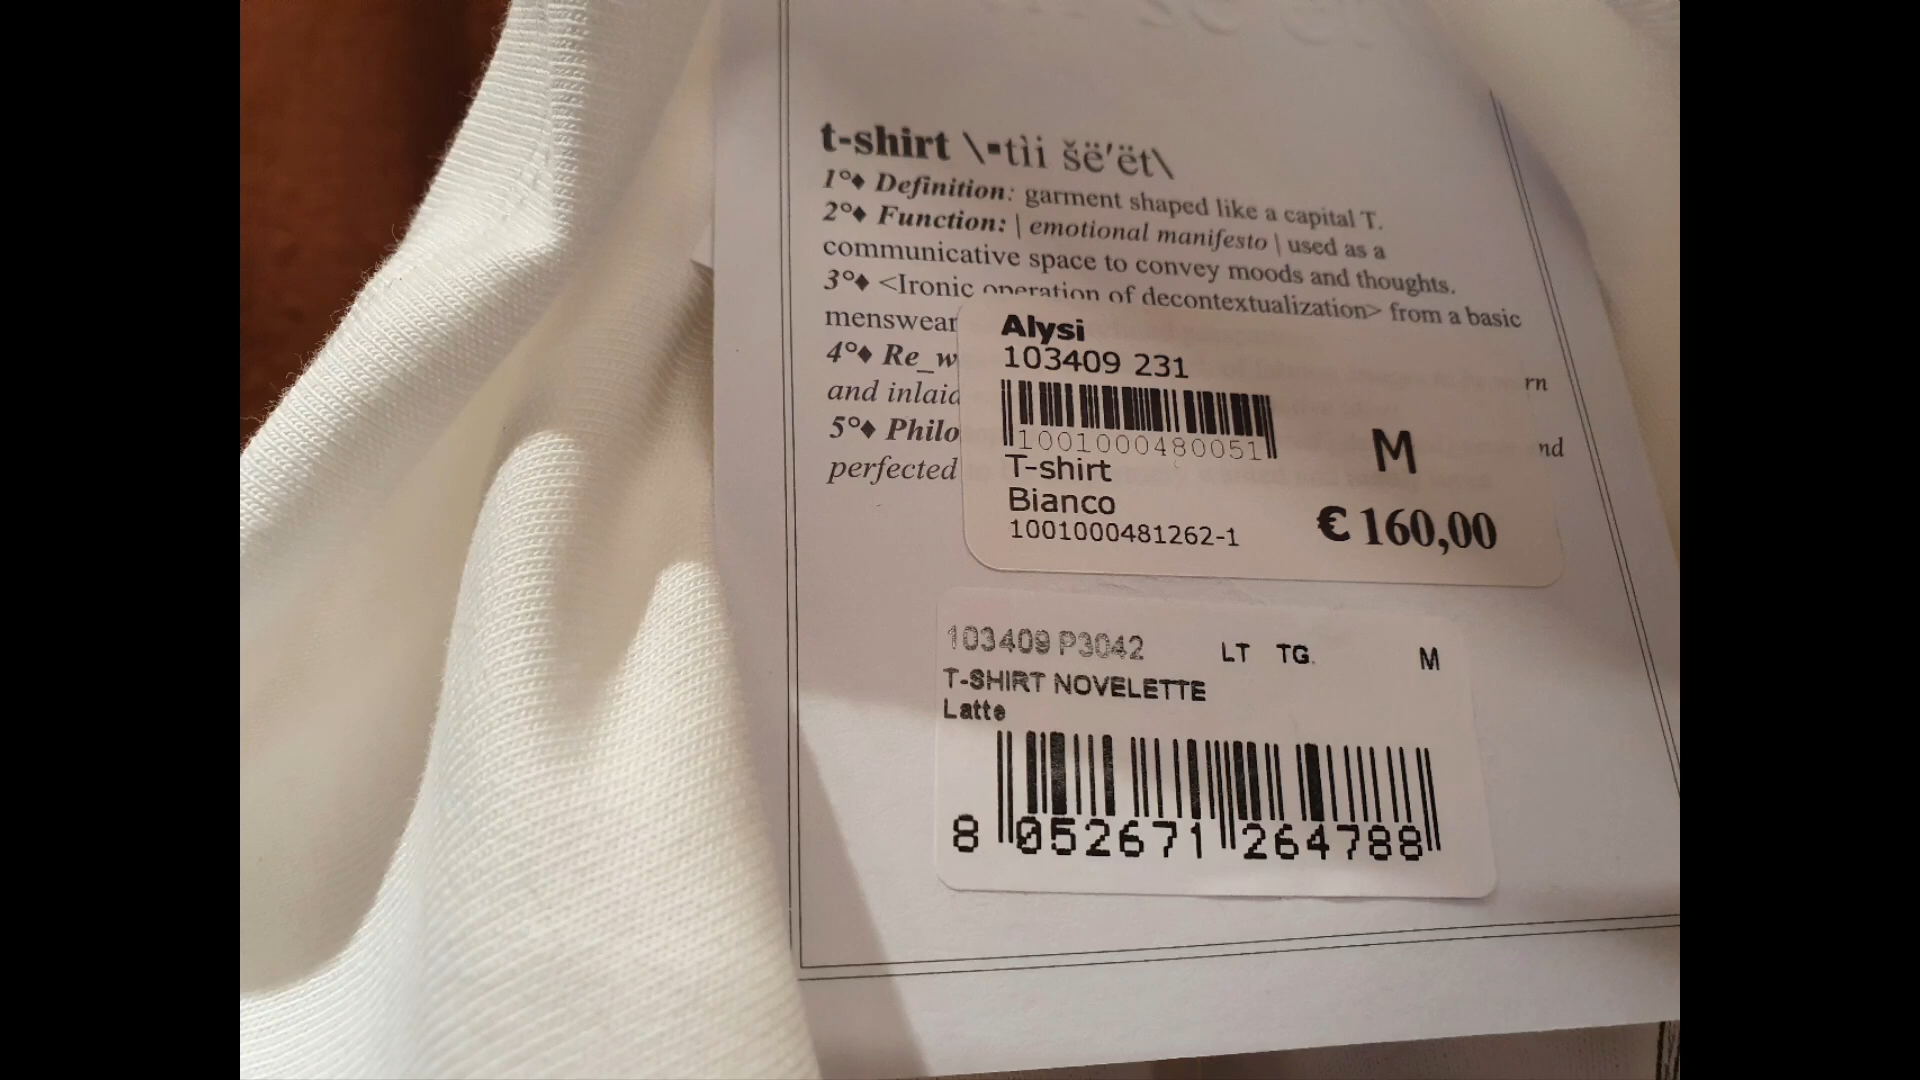 t-shirt \▪tìi šë'ët\
1°♦ Definition: garment shaped like a capital T.
2°♦ Function: | emotional manifesto | used as a
communicative space to convey moods and thoughts.
3°♦ <Ironic operation of decontextualization> from a basic
menswear
4°♦ Re_w
rn
and inlaid
5°♦ Philo
nd
perfected
Alysi
103409 231
1001000480051
M
T-shirt
Bianco
1001000481262-1
€ 160,00
103409 P3042 LT TG. M
T-SHIRT NOVELETTE
Latte
8 052671 264788